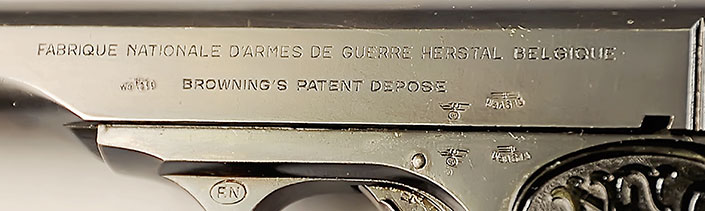 FABRIQUE NATIONALE D'ARMES DE GUERRE HERSTAL BELGIQUE
BROWNING'S PATENT DEPOSE
FN